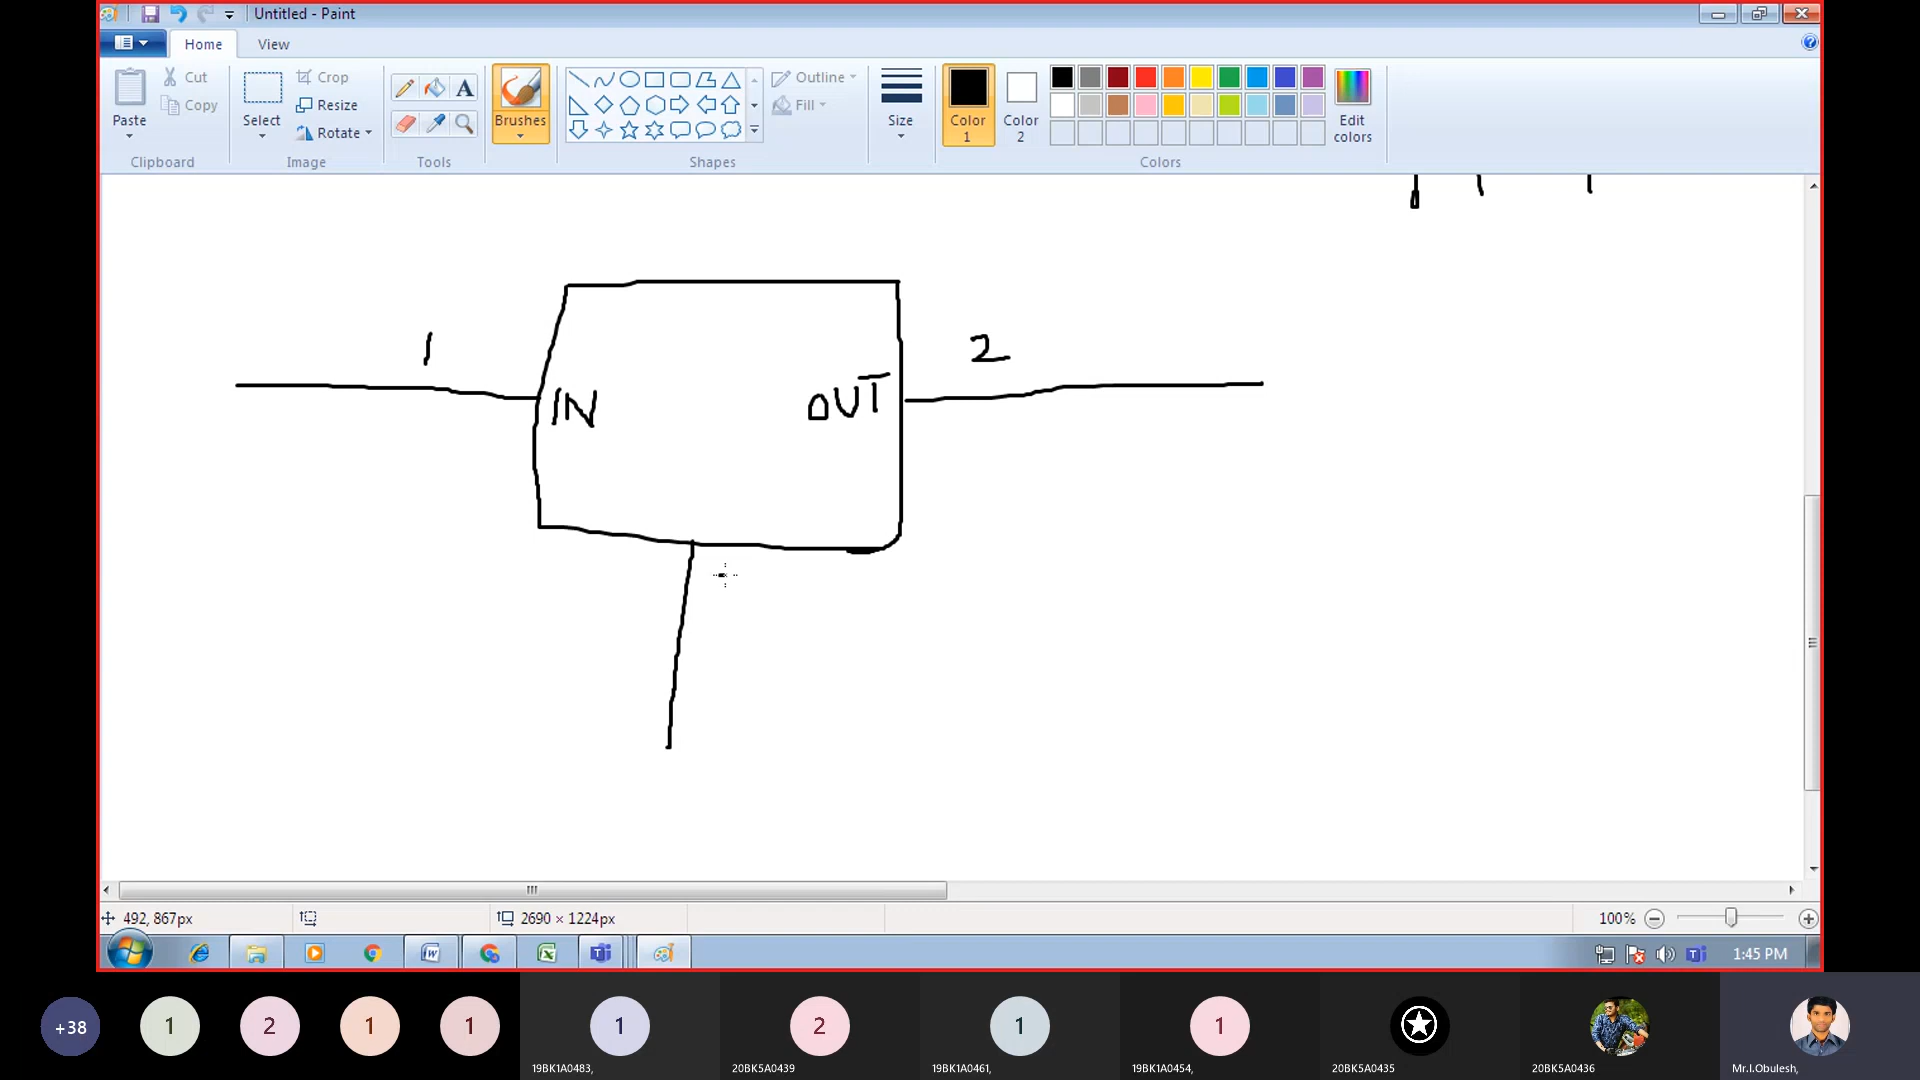 Untitled - Paint
Home
View
Paste
Cut
Copy
Clipboard
Select
Crop
Resize
Rotate
Image
A
Tools
Brushes
Outline
Fill
Shapes
Size
Color 1
Color 2
Edit colors
Colors
1
2
IN
OUT
492, 867px
2690 × 1224px
100%
1:45 PM
+38
1
2
1
1
1
2
1
1
19BK1A0483,
20BK5A0439
19BK1A0461,
19BK1A0454,
20BK5A0435
20BK5A0436
Mr.I.Obulesh,